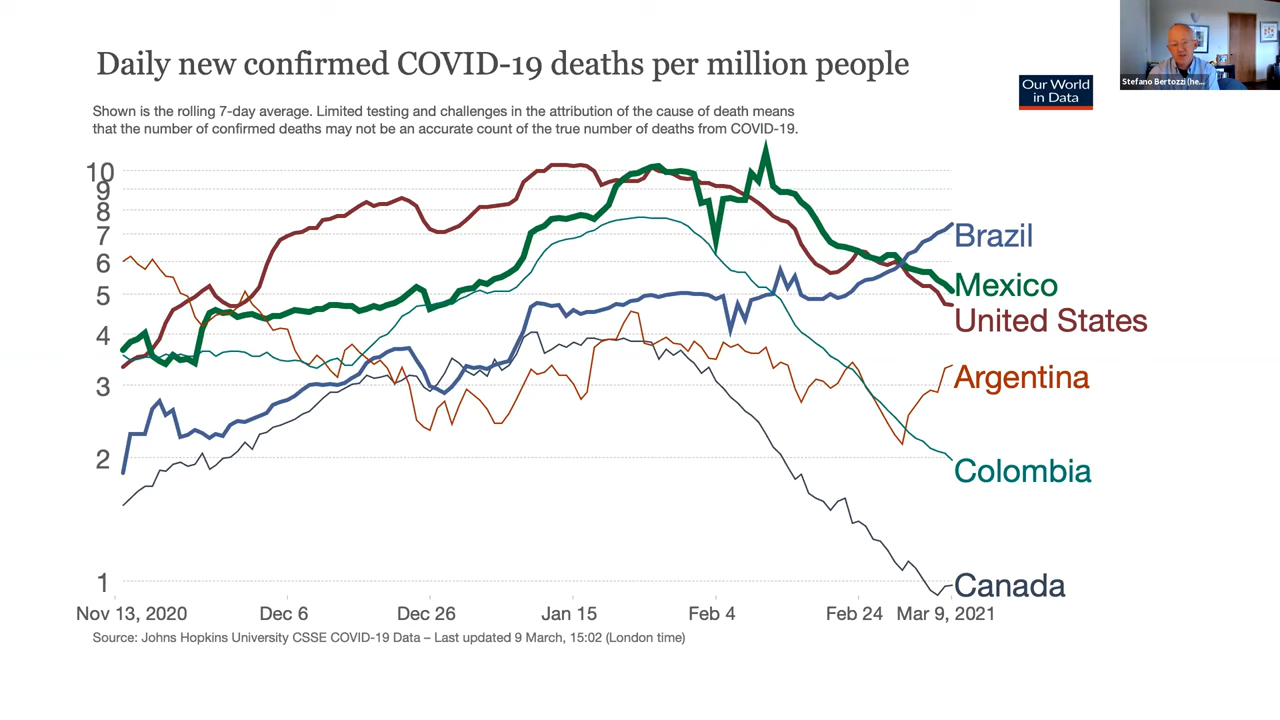 Daily new confirmed COVID-19 deaths per million people
Our World
in Data
Stefano Bertozzi (he...
Shown is the rolling 7-day average. Limited testing and challenges in the attribution of the cause of death means
that the number of confirmed deaths may not be an accurate count of the true number of deaths from COVID-19.
10
9
8
7
6
5
4
3
2
1
Brazil
Mexico
United States
Argentina
Colombia
Canada
Nov 13, 2020
Dec 6
Dec 26
Jan 15
Feb 4
Feb 24
Mar 9, 2021
Source: Johns Hopkins University CSSE COVID-19 Data – Last updated 9 March, 15:02 (London time)